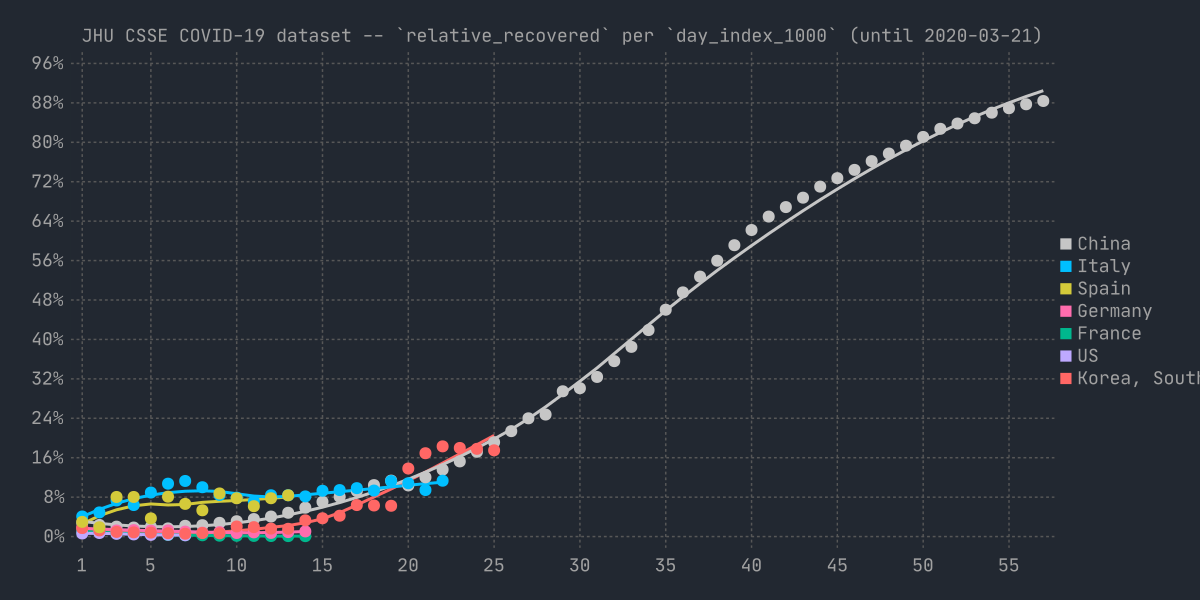 JHU CSSE COVID-19 dataset -- `relative_recovered` per `day_index_1000` (until 2020-03-21)
96%
88%
80%
72%
64%
56%
48%
40%
32%
24%
16%
8%
0%
1 5 10 15 20 25 30 35 40 45 50 55
China
Italy
Spain
Germany
France
US
Korea, South